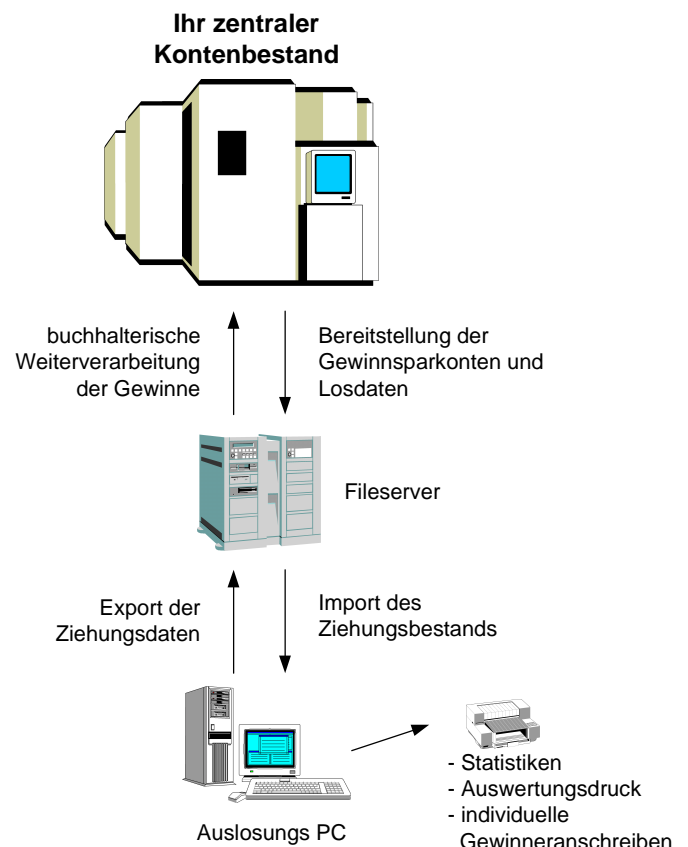 Ihr zentraler
Kontenbestand
buchhalterische
Weiterverarbeitung
der Gewinne
Bereitstellung der
Gewinnsparkonten und
Losdaten
Fileserver
Export der
Ziehungsdaten
Import des
Ziehungsbestands
- Statistiken
- Auswertungsdruck
- individuelle
Gewinneranschreiben
Auslosungs PC